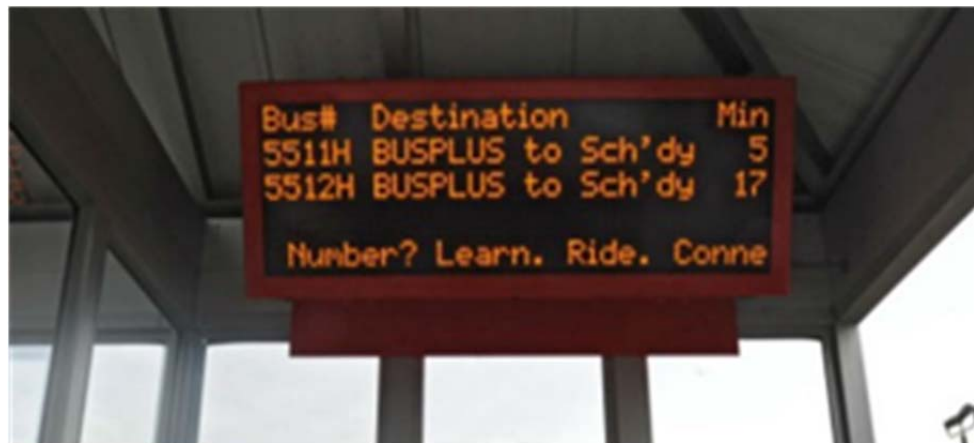 Bus# Destination Min
5511H BUSPLUS to Sch'dy 5
5512H BUSPLUS to Sch'dy 17
Number? Learn. Ride. Conne